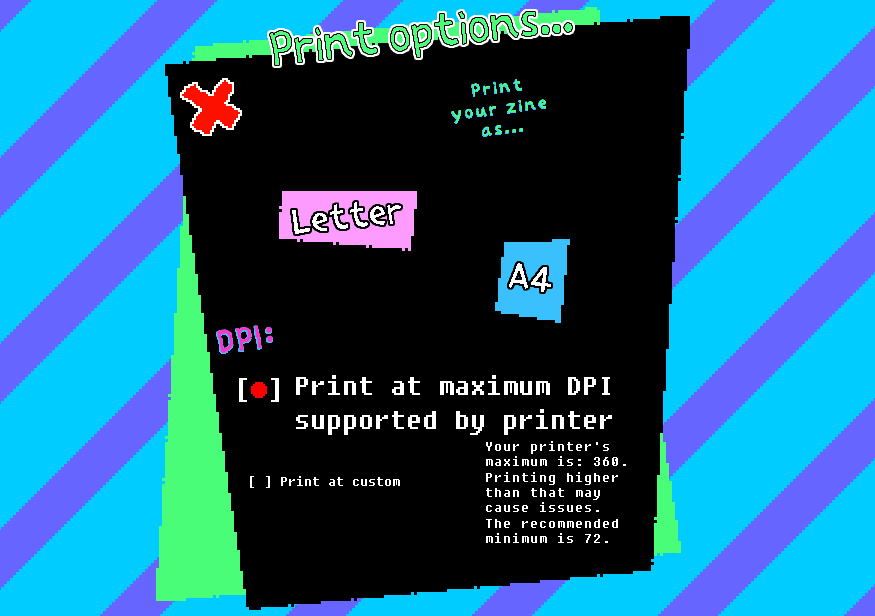 Print options...
Print
your zine
as...
Letter
A4
DPI:
[●] Print at maximum DPI
supported by printer
Your printer's
maximum is: 360.
Printing higher
than that may
cause issues.
The recommended
minimum is 72.
[ ] Print at custom